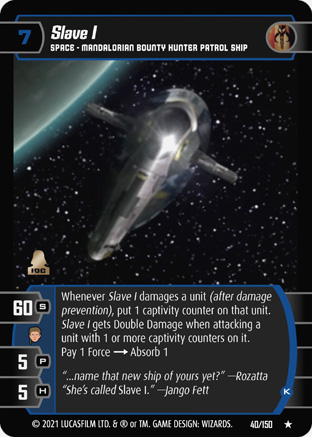 7
Slave I
SPACE - MANDALORIAN BOUNTY HUNTER PATROL SHIP
IGC
60 S
5 P
5 H
Whenever Slave I damages a unit (after damage
prevention), put 1 captivity counter on that unit.
Slave I gets Double Damage when attacking a
unit with 1 or more captivity counters on it.
Pay 1 Force → Absorb 1
"...name that new ship of yours yet?" —Rozatta
"She's called Slave I." —Jango Fett
K
© 2021 LUCASFILM LTD. & ® or TM. GAME DESIGN: WIZARDS. 40/150 ★